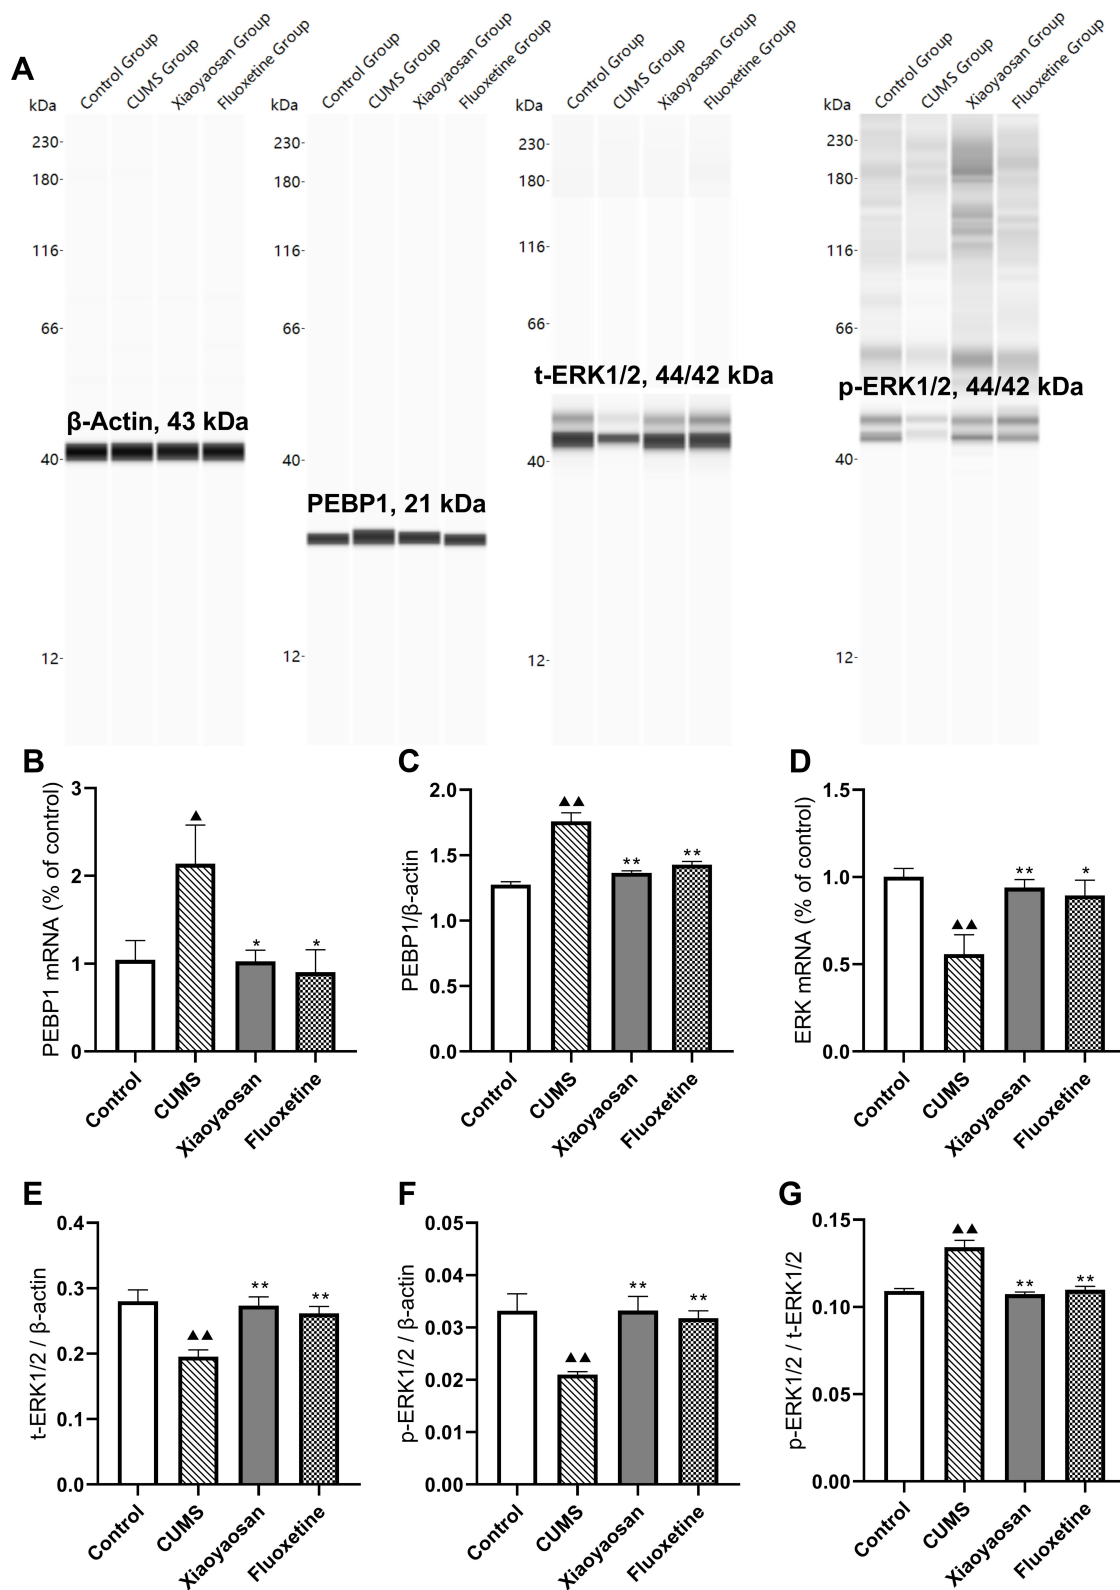 A
kDa
Control Group
CUMS Group
Xiaoyaosan Group
Fluoxetine Group
230-
180-
116-
66-
β-Actin, 43 kDa
40-
12-
kDa
Control Group
CUMS Group
Xiaoyaosan Group
Fluoxetine Group
230-
180-
116-
66-
40-
PEBP1, 21 kDa
12-
kDa
Control Group
CUMS Group
Xiaoyaosan Group
Fluoxetine Group
230-
180-
116-
66-
t-ERK1/2, 44/42 kDa
40-
12-
kDa
Control Group
CUMS Group
Xiaoyaosan Group
Fluoxetine Group
230-
180-
116-
66-
p-ERK1/2, 44/42 kDa
40-
12-
B
PEBP1 mRNA (% of control)
3
2
1
0
▲
*
*
Control
CUMS
Xiaoyaosan
Fluoxetine
C
PEBP1/β-actin
2.0
1.5
1.0
0.5
0.0
▲▲
**
**
Control
CUMS
Xiaoyaosan
Fluoxetine
D
ERK mRNA (% of control)
1.5
1.0
0.5
0.0
▲▲
**
*
Control
CUMS
Xiaoyaosan
Fluoxetine
E
t-ERK1/2 / β-actin
0.4
0.3
0.2
0.1
0.0
▲▲
**
**
Control
CUMS
Xiaoyaosan
Fluoxetine
F
p-ERK1/2 / β-actin
0.05
0.04
0.03
0.02
0.01
0.00
▲▲
**
**
Control
CUMS
Xiaoyaosan
Fluoxetine
G
p-ERK1/2 / t-ERK1/2
0.15
0.10
0.05
0.00
▲▲
**
**
Control
CUMS
Xiaoyaosan
Fluoxetine